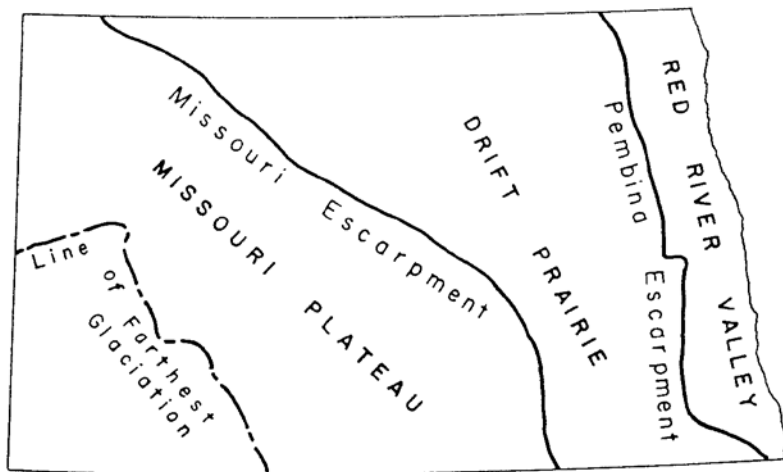 Missouri Escarpment
MISSOURI PLATEAU
DRIFT PRAIRIE
Pembina Escarpment
RED RIVER VALLEY
Line of Farthest
Glaciation